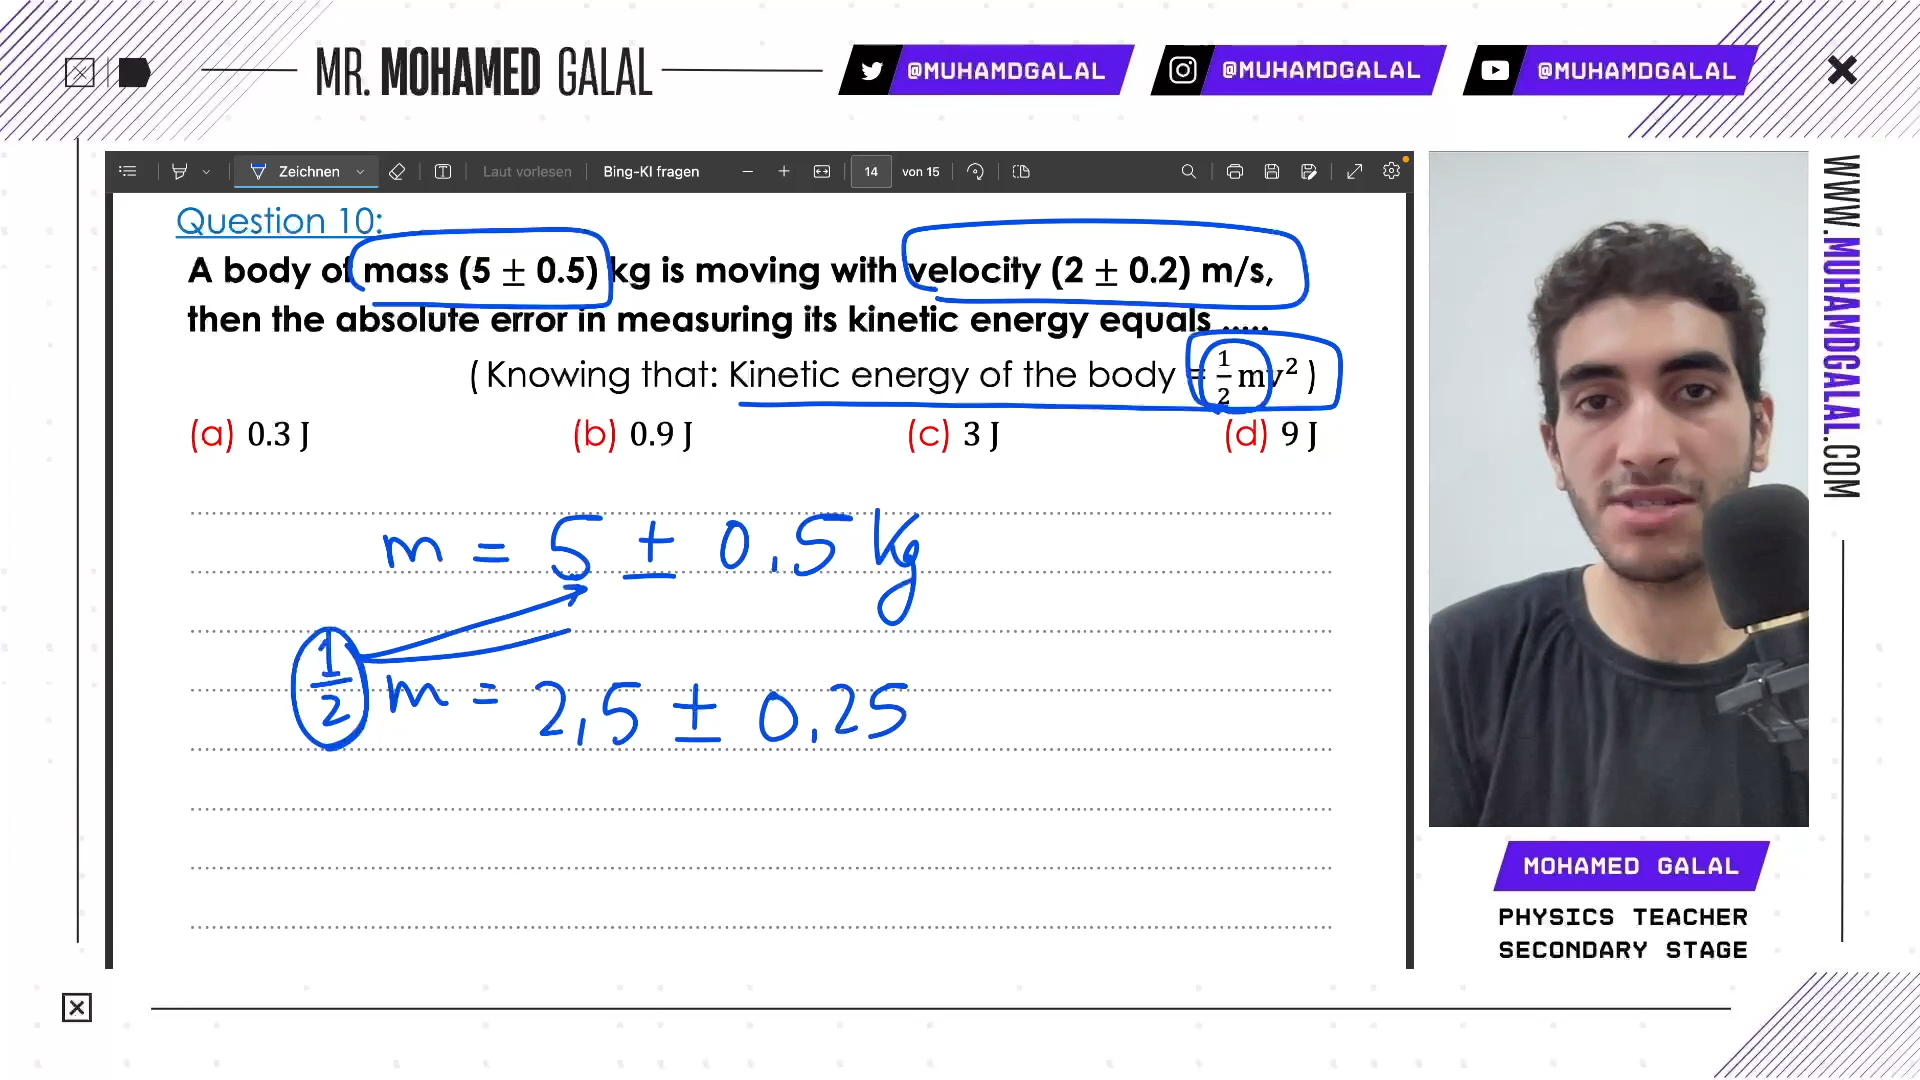 MR. MOHAMED GALAL
@MUHAMDGALAL
@MUHAMDGALAL
@MUHAMDGALAL
Zeichnen
Laut vorlesen
Bing-KI fragen
14
von 15
Question 10:
A body of mass (5 ± 0.5) kg is moving with velocity (2 ± 0.2) m/s,
then the absolute error in measuring its kinetic energy equals .....
(Knowing that: Kinetic energy of the body = 1/2 mv² )
(a) 0.3 J (b) 0.9 J (c) 3 J (d) 9 J
m = 5 ± 0.5 kg
1/2 m = 2,5 ± 0.25
WWW.MUHAMDGALAL.COM
MOHAMED GALAL
PHYSICS TEACHER
SECONDARY STAGE